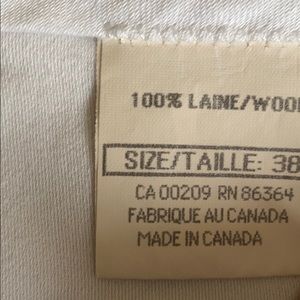 100% LAINE/WOOL
SIZE/TAILLE: 38
CA 00209 RN 86364
FABRIQUE AU CANADA
MADE IN CANADA